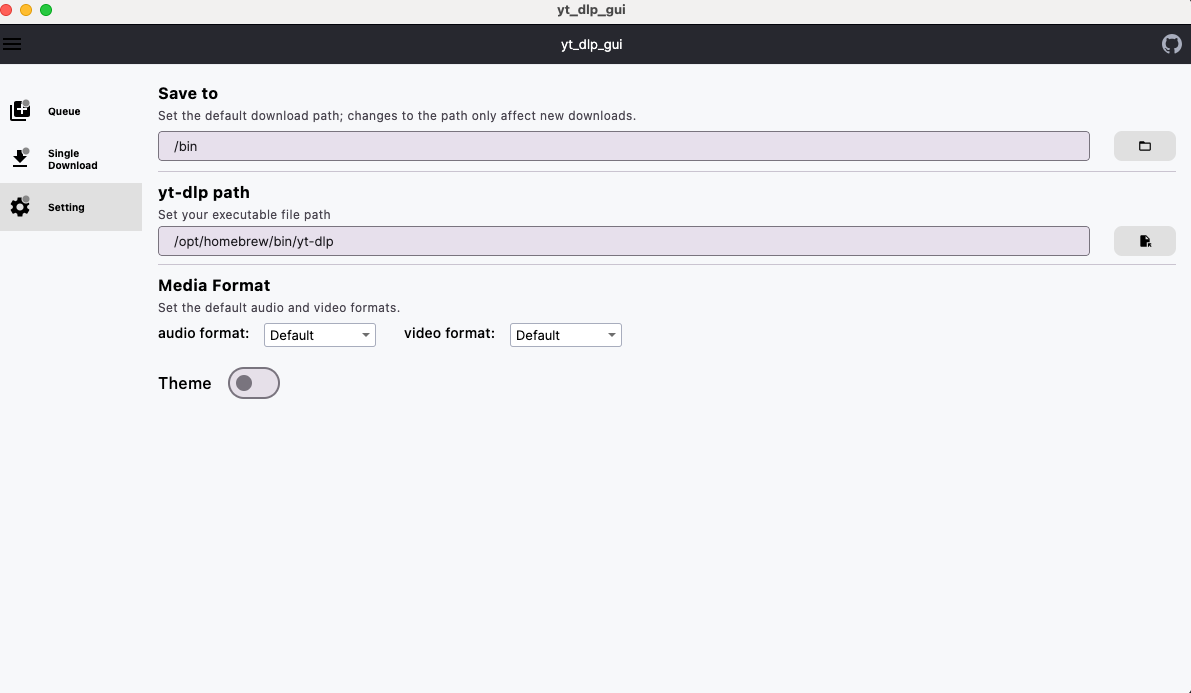 yt_dlp_gui
yt_dlp_gui
Queue
Single
Download
Setting
Save to
Set the default download path; changes to the path only affect new downloads.
/bin
yt-dlp path
Set your executable file path
/opt/homebrew/bin/yt-dlp
Media Format
Set the default audio and video formats.
audio format: Default video format: Default
Theme